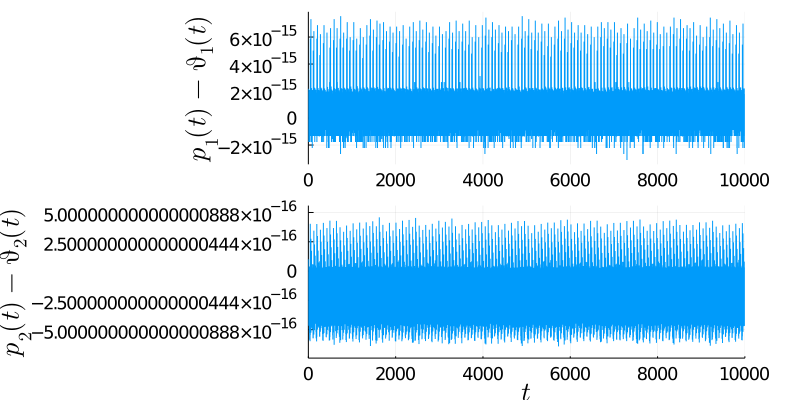 p₁(t) − ϑ₁(t)
6×10⁻¹⁵
4×10⁻¹⁵
2×10⁻¹⁵
0
−2×10⁻¹⁵
0 2000 4000 6000 8000 10000
p₂(t) − ϑ₂(t)
5.000000000000000888×10⁻¹⁶
2.500000000000000444×10⁻¹⁶
0
−2.500000000000000444×10⁻¹⁶
−5.000000000000000888×10⁻¹⁶
0 2000 4000 6000 8000 10000
t